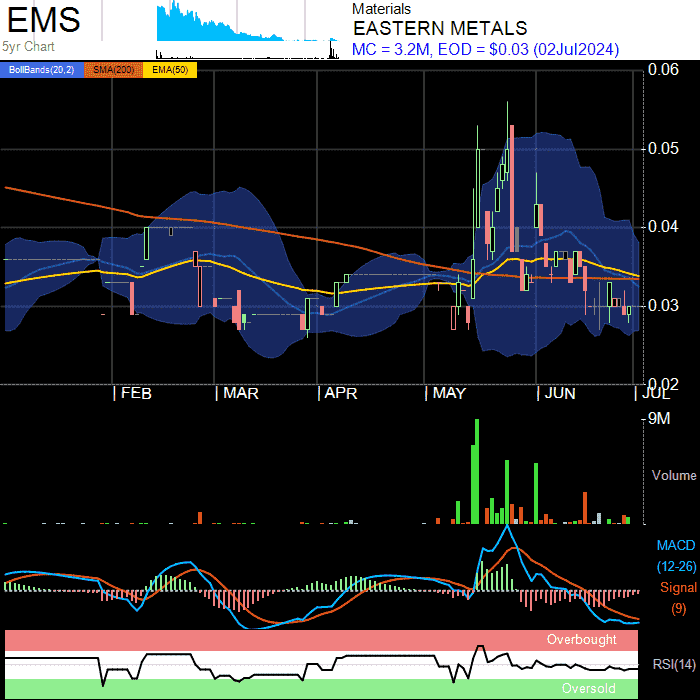 EMS
5yr Chart
Materials
EASTERN METALS
MC = 3.2M, EOD = $0.03 (02Jul2024)
BollBands(20,2) SMA(200) EMA(50)
0.06
0.05
0.04
0.03
0.02
| FEB | MAR | APR | MAY | JUN | JUL
9M
Volume
MACD
(12-26)
Signal
(9)
Overbought
RSI(14)
Oversold